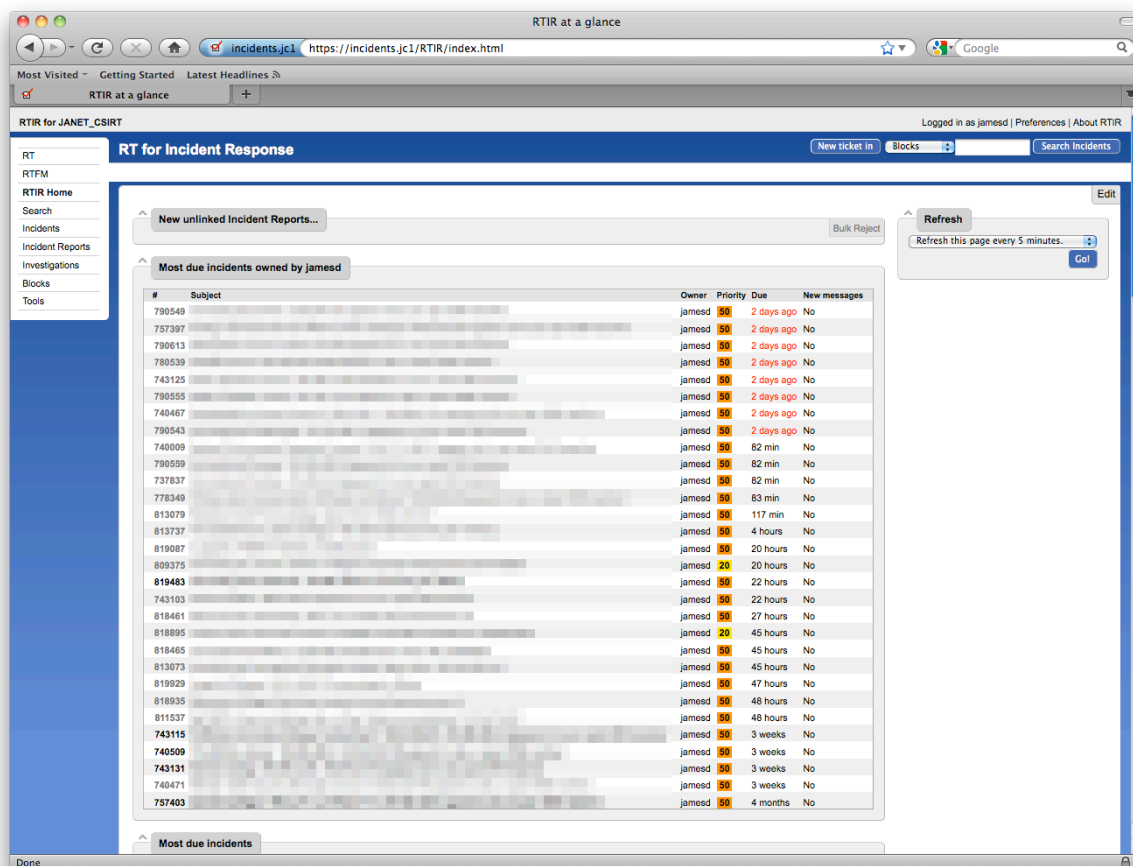 RTIR at a glance
incidents.jc1 https://incidents.jc1/RTIR/index.html Google
Most Visited Getting Started Latest Headlines
RTIR at a glance +
RTIR for JANET_CSIRT Logged in as jamesd | Preferences | About RTIR
RT for Incident Response New ticket in Blocks Search Incidents
RT
RTFM
RTIR Home
Search
Incidents
Incident Reports
Investigations
Blocks
Tools
Edit
New unlinked Incident Reports...
Bulk Reject
Refresh
Refresh this page every 5 minutes.
Go!
Most due incidents owned by jamesd
# Subject Owner Priority Due New messages
790549 jamesd 50 2 days ago No
757397 jamesd 50 2 days ago No
790613 jamesd 50 2 days ago No
780539 jamesd 50 2 days ago No
743125 jamesd 50 2 days ago No
790555 jamesd 50 2 days ago No
740467 jamesd 50 2 days ago No
790543 jamesd 50 2 days ago No
740009 jamesd 50 82 min No
790559 jamesd 50 82 min No
737837 jamesd 50 82 min No
778349 jamesd 50 83 min No
813079 jamesd 50 117 min No
813737 jamesd 50 4 hours No
819087 jamesd 50 20 hours No
809375 jamesd 20 20 hours No
819483 jamesd 50 22 hours No
743103 jamesd 50 22 hours No
818461 jamesd 50 27 hours No
818895 jamesd 20 45 hours No
818465 jamesd 50 45 hours No
813073 jamesd 50 45 hours No
819929 jamesd 50 47 hours No
818935 jamesd 50 48 hours No
811537 jamesd 50 48 hours No
743115 jamesd 50 3 weeks No
740509 jamesd 50 3 weeks No
743131 jamesd 50 3 weeks No
740471 jamesd 50 3 weeks No
757403 jamesd 50 4 months No
Most due incidents
Done